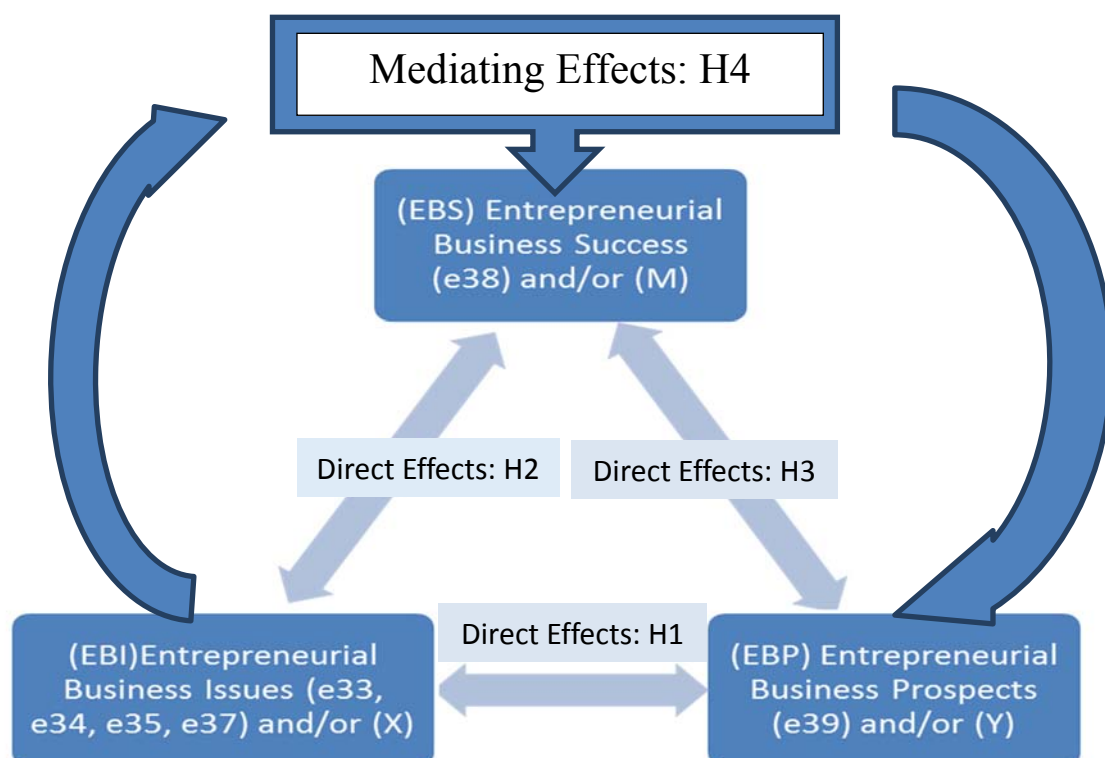 Mediating Effects: H4
(EBS) Entrepreneurial
Business Success
(e38) and/or (M)
Direct Effects: H2
Direct Effects: H3
Direct Effects: H1
(EBI)Entrepreneurial
Business Issues (e33,
e34, e35, e37) and/or (X)
(EBP) Entrepreneurial
Business Prospects
(e39) and/or (Y)